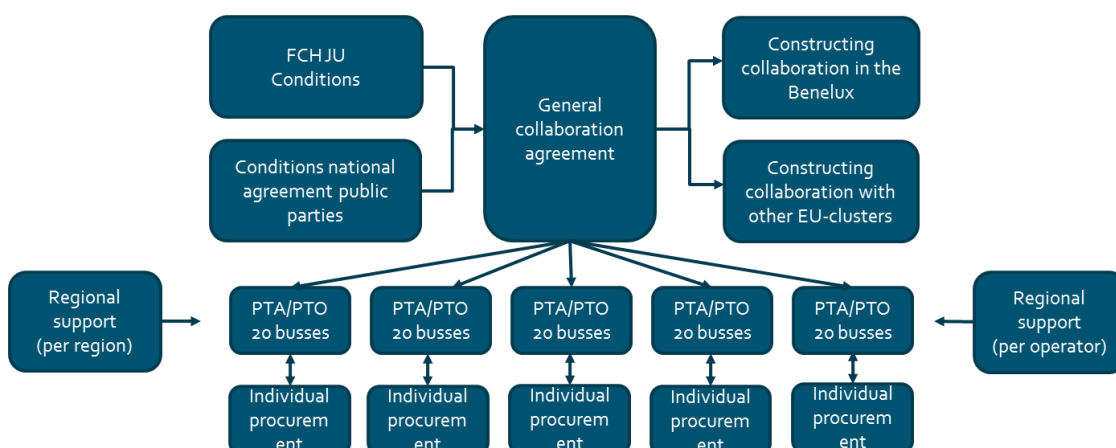 FCH JU
Conditions
General
collaboration
agreement
Constructing
collaboration in the
Benelux
Conditions national
agreement public
parties
Constructing
collaboration with
other EU-clusters
Regional
support
(per region)
PTA/PTO
20 busses
PTA/PTO
20 busses
PTA/PTO
20 busses
PTA/PTO
20 busses
PTA/PTO
20 busses
Regional
support
(per operator)
Individual
procurem
ent
Individual
procurem
ent
Individual
procurem
ent
Individual
procurem
ent
Individual
procurem
ent